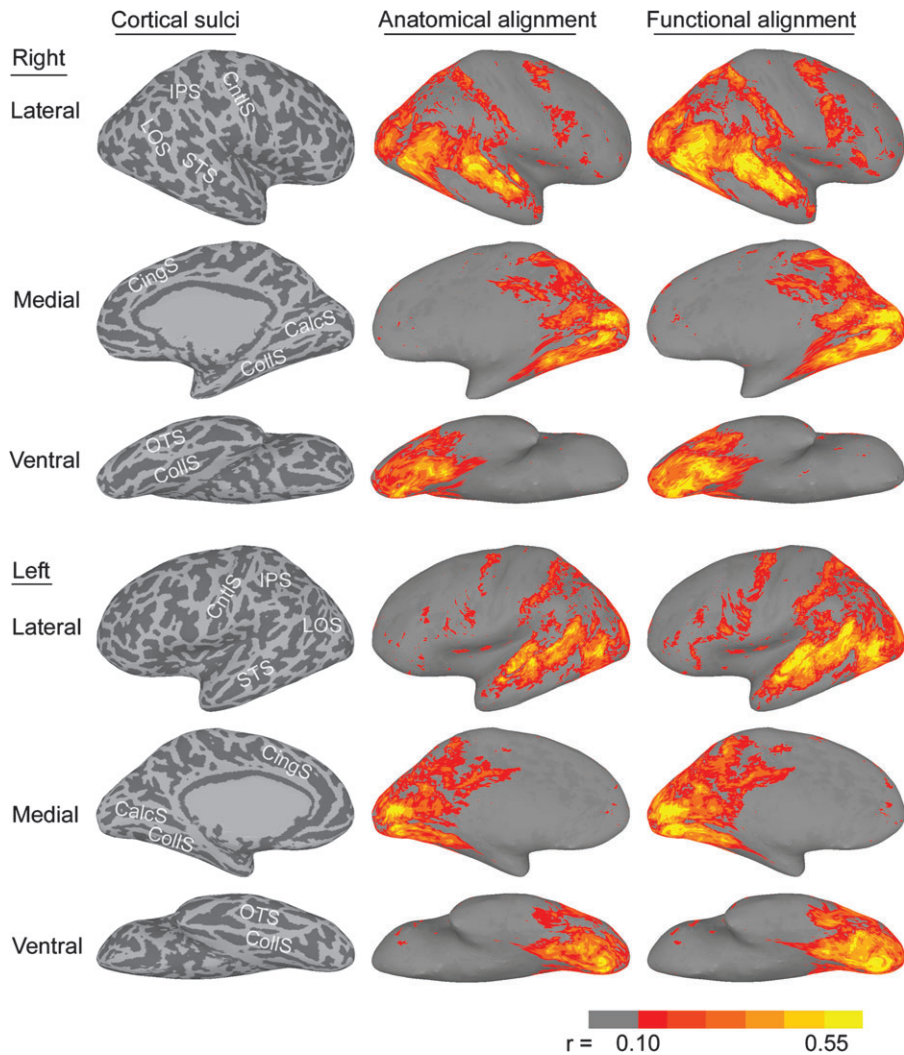 Cortical sulci Anatomical alignment Functional alignment
Right
Lateral
IPS
CntlS
LOS
STS
Medial
CingS
CalcS
CollS
Ventral
OTS
CollS
Left
Lateral
CntlS
IPS
LOS
STS
Medial
CingS
CalcS
CollS
Ventral
OTS
CollS
r = 0.10 0.55